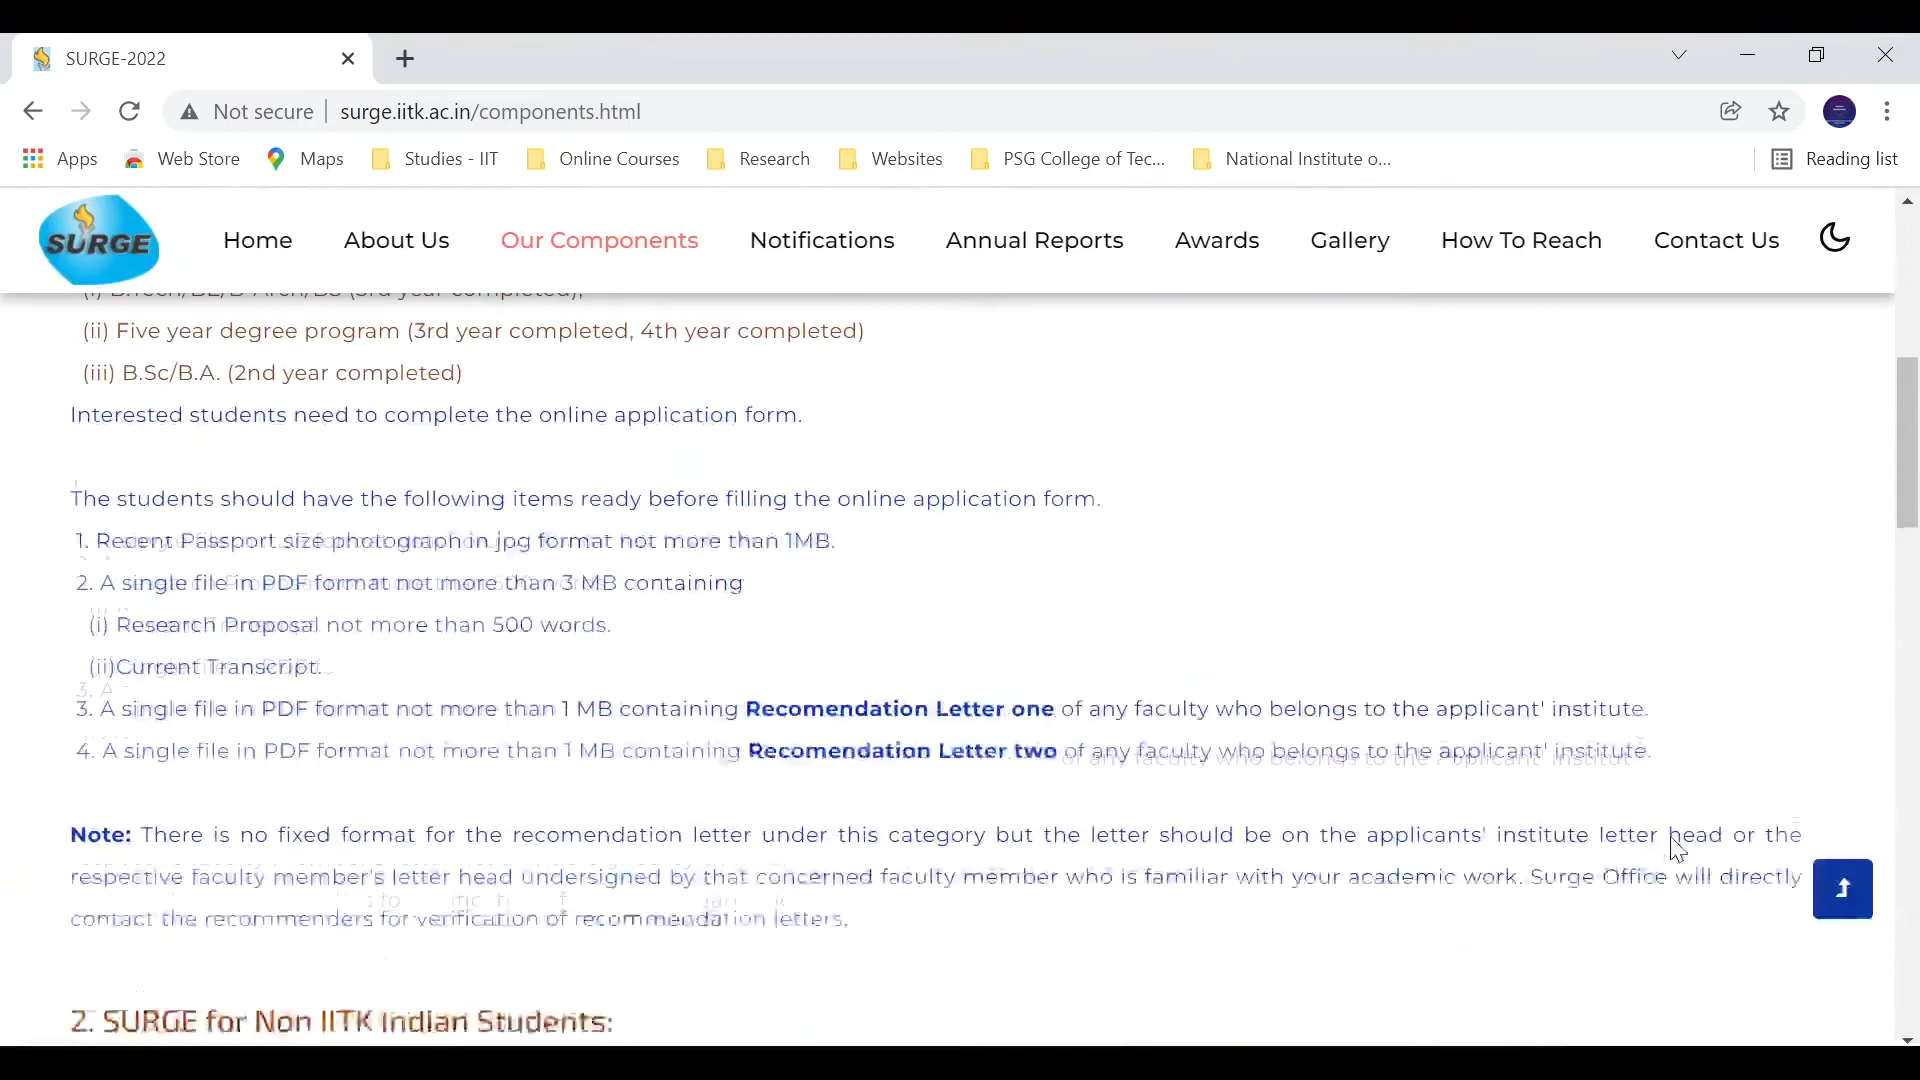 SURGE-2022
Not secure | surge.iitk.ac.in/components.html
Apps Web Store Maps Studies - IIT Online Courses Research Websites PSG College of Tec... National Institute o... Reading list
SURGE Home About Us Our Components Notifications Annual Reports Awards Gallery How To Reach Contact Us
(ii) Five year degree program (3rd year completed, 4th year completed)
(iii) B.Sc/B.A. (2nd year completed)
Interested students need to complete the online application form.
The students should have the following items ready before filling the online application form.
1. Recent Passport size photograph in jpg format not more than 1MB.
2. A single file in PDF format not more than 3 MB containing
(i) Research Proposal not more than 500 words.
(ii)Current Transcript.
3. A single file in PDF format not more than 1 MB containing Recomendation Letter one of any faculty who belongs to the applicant' institute.
4. A single file in PDF format not more than 1 MB containing Recomendation Letter two of any faculty who belongs to the applicant' institute.
Note: There is no fixed format for the recomendation letter under this category but the letter should be on the applicants' institute letter head or the
respective faculty member's letter head undersigned by that concerned faculty member who is familiar with your academic work. Surge Office will directly
contact the recommenders for verification of recommendation letters.
2. SURGE for Non IITK Indian Students: